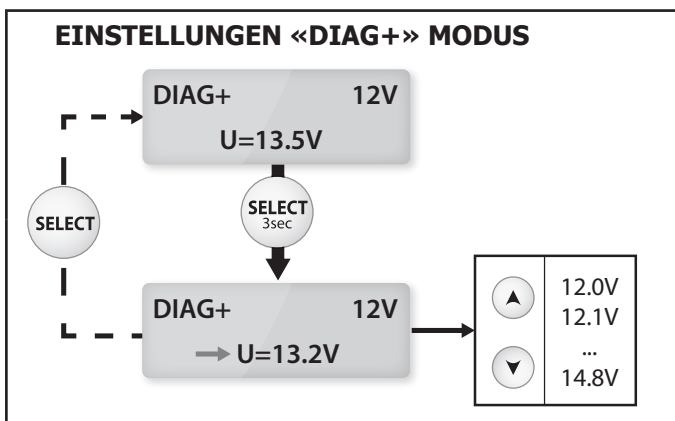 EINSTELLUNGEN «DIAG+» MODUS
DIAG+ 12V
U=13.5V
SELECT
SELECT
3sec
DIAG+ 12V
U=13.2V
12.0V
12.1V
...
14.8V